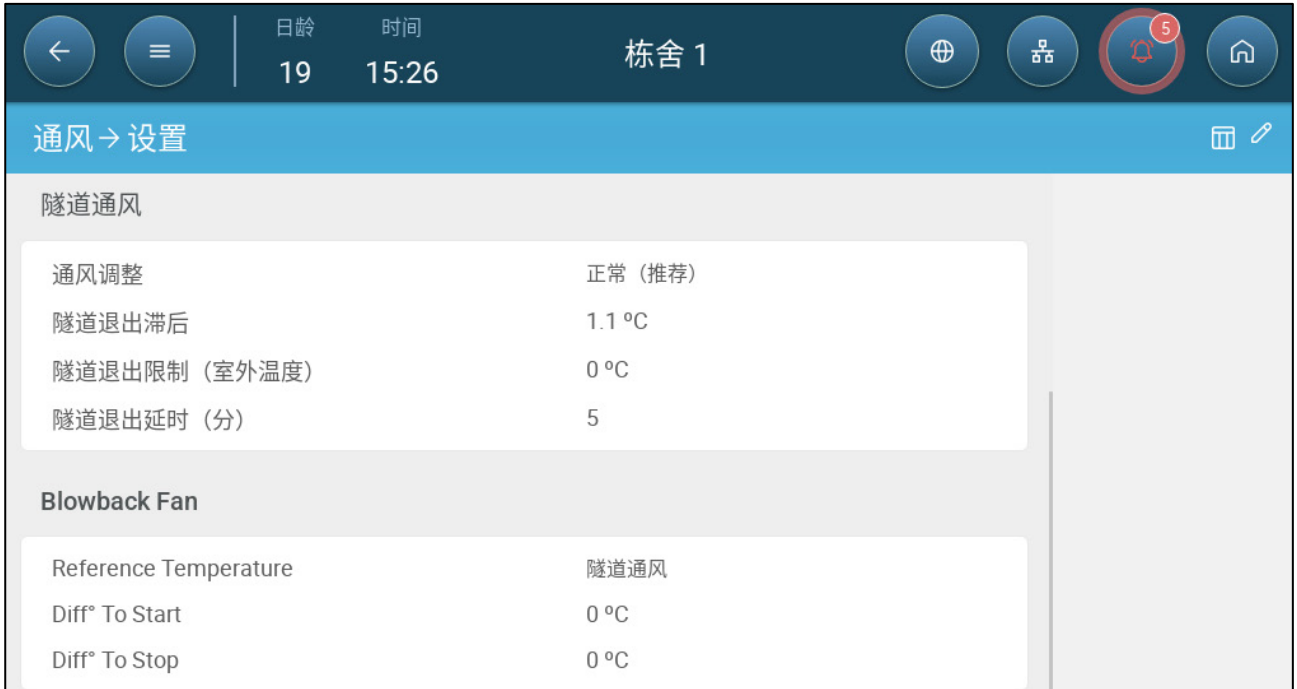 日龄 时间
5
19 15:26 栋舍 1
通风→设置
隧道通风
通风调整 正常（推荐）
隧道退出滞后 1.1 ºC
隧道退出限制（室外温度） 0 ºC
隧道退出延时（分） 5
Blowback Fan
Reference Temperature 隧道通风
Diff° To Start 0 ºC
Diff° To Stop 0 ºC